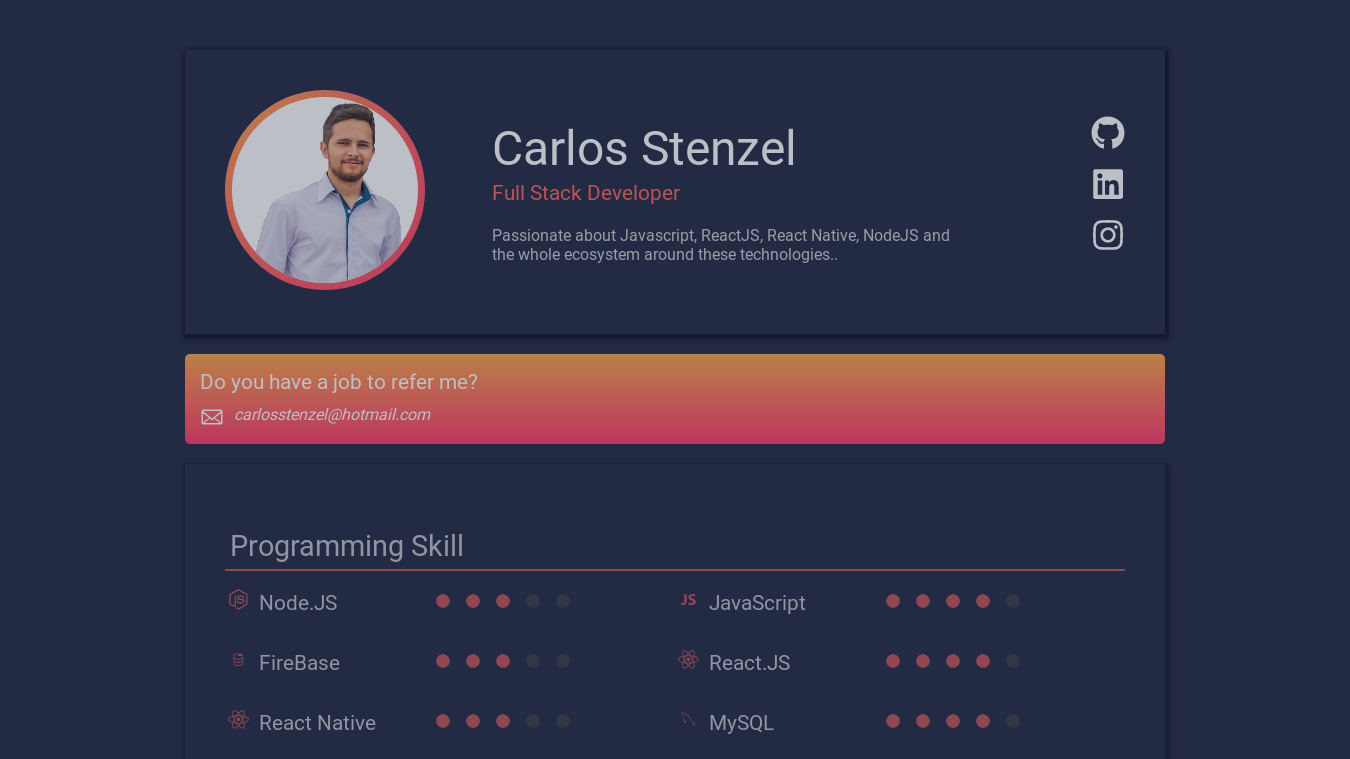 Carlos Stenzel
Full Stack Developer
Passionate about Javascript, ReactJS, React Native, NodeJS and
the whole ecosystem around these technologies..
Do you have a job to refer me?
carlosstenzel@hotmail.com
Programming Skill
Node.JS
JS JavaScript
FireBase
React.JS
React Native
MySQL